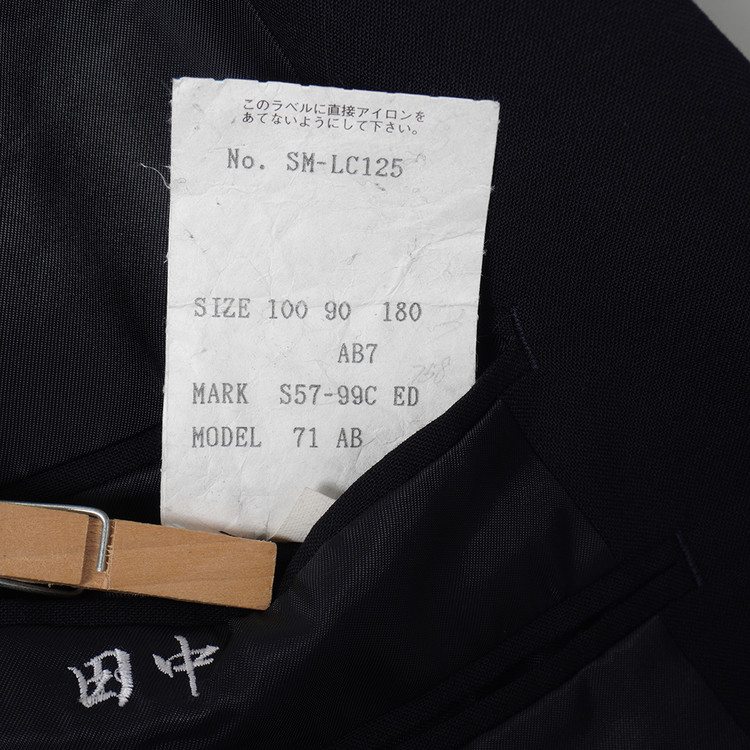 このラベルに直接アイロンを
あてないようにして下さい。
No. SM-LC125
SIZE 100 90 180
AB7
258
MARK S57-99C ED
MODEL 71 AB
田中